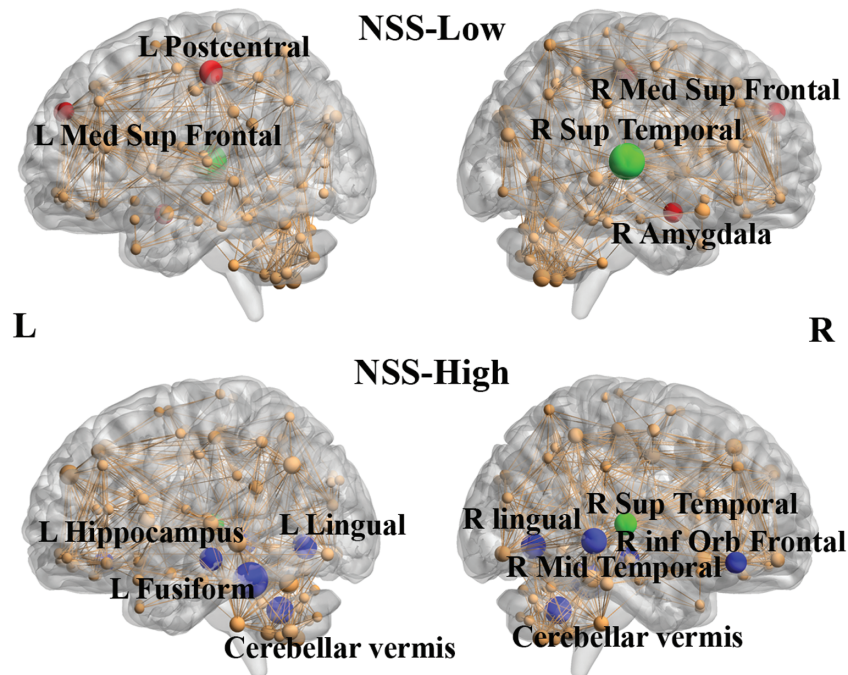 NSS-Low
L Postcentral
L Med Sup Frontal
R Med Sup Frontal
R Sup Temporal
R Amygdala
L
R
NSS-High
L Hippocampus
L Lingual
L Fusiform
Cerebellar vermis
R Sup Temporal
R lingual
R inf Orb Frontal
R Mid Temporal
Cerebellar vermis